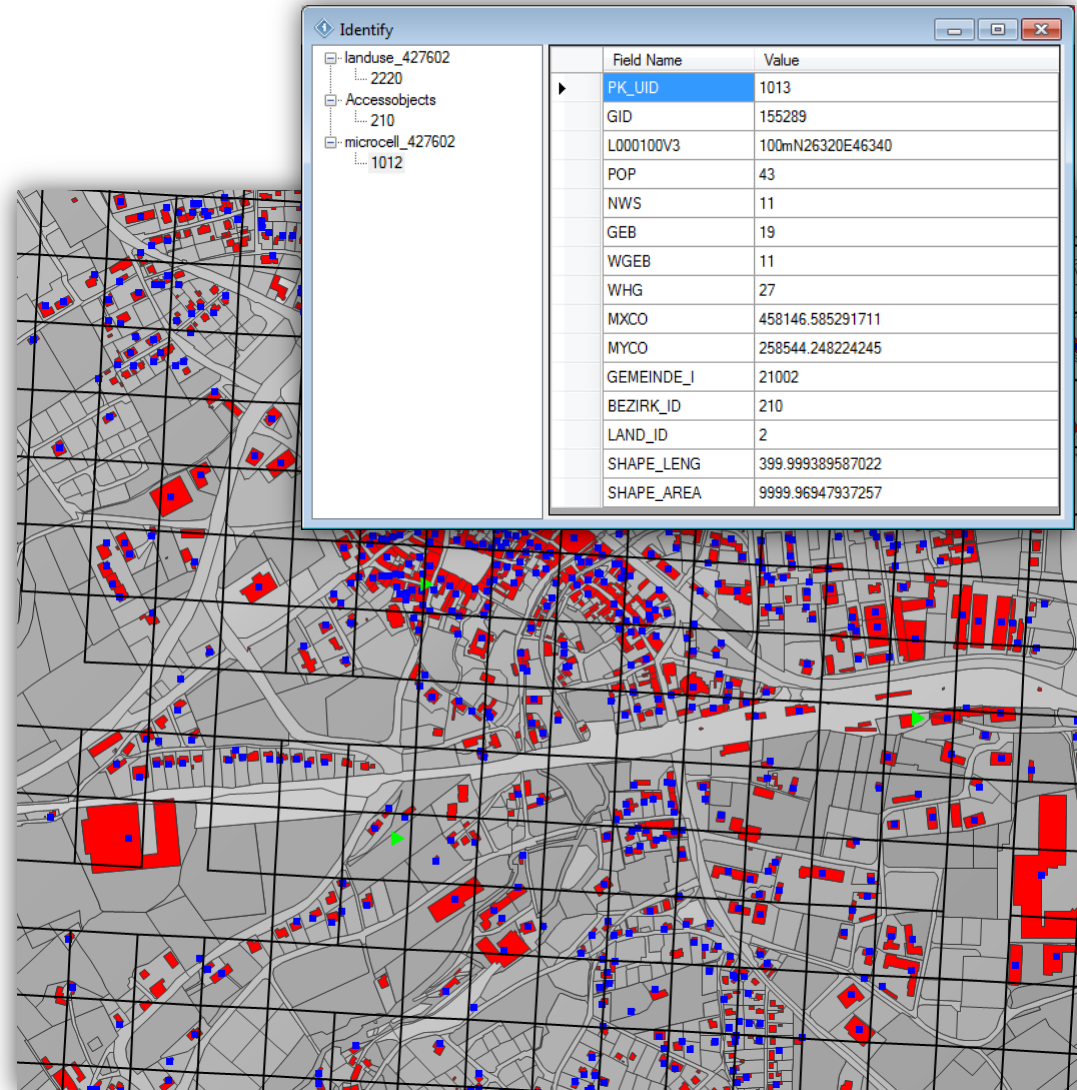 Identify
landuse_427602
2220
Accessobjects
210
microcell_427602
1012
Field Name Value
PK_UID 1013
GID 155289
L000100V3 100mN26320E46340
POP 43
NWS 11
GEB 19
WGEB 11
WHG 27
MXCO 458146.585291711
MYCO 258544.248224245
GEMEINDE_I 21002
BEZIRK_ID 210
LAND_ID 2
SHAPE_LENG 399.999389587022
SHAPE_AREA 9999.96947937257